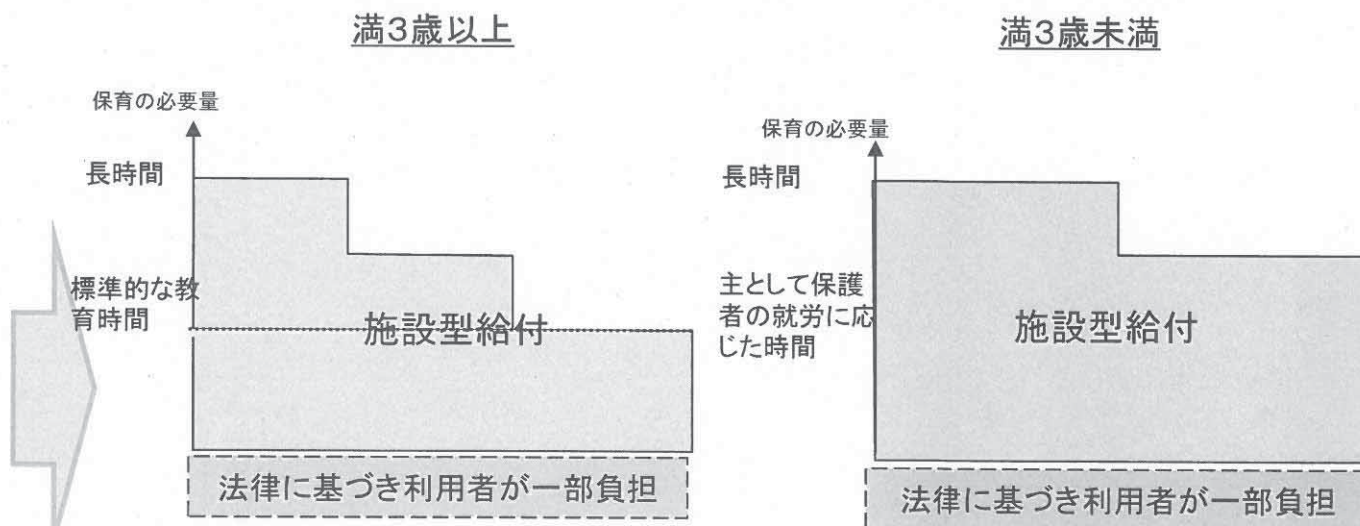 満3歳以上
保育の必要量
長時間
標準的な教
育時間
施設型給付
法律に基づき利用者が一部負担
満3歳未満
保育の必要量
長時間
主として保護
者の就労に応
じた時間
施設型給付
法律に基づき利用者が一部負担